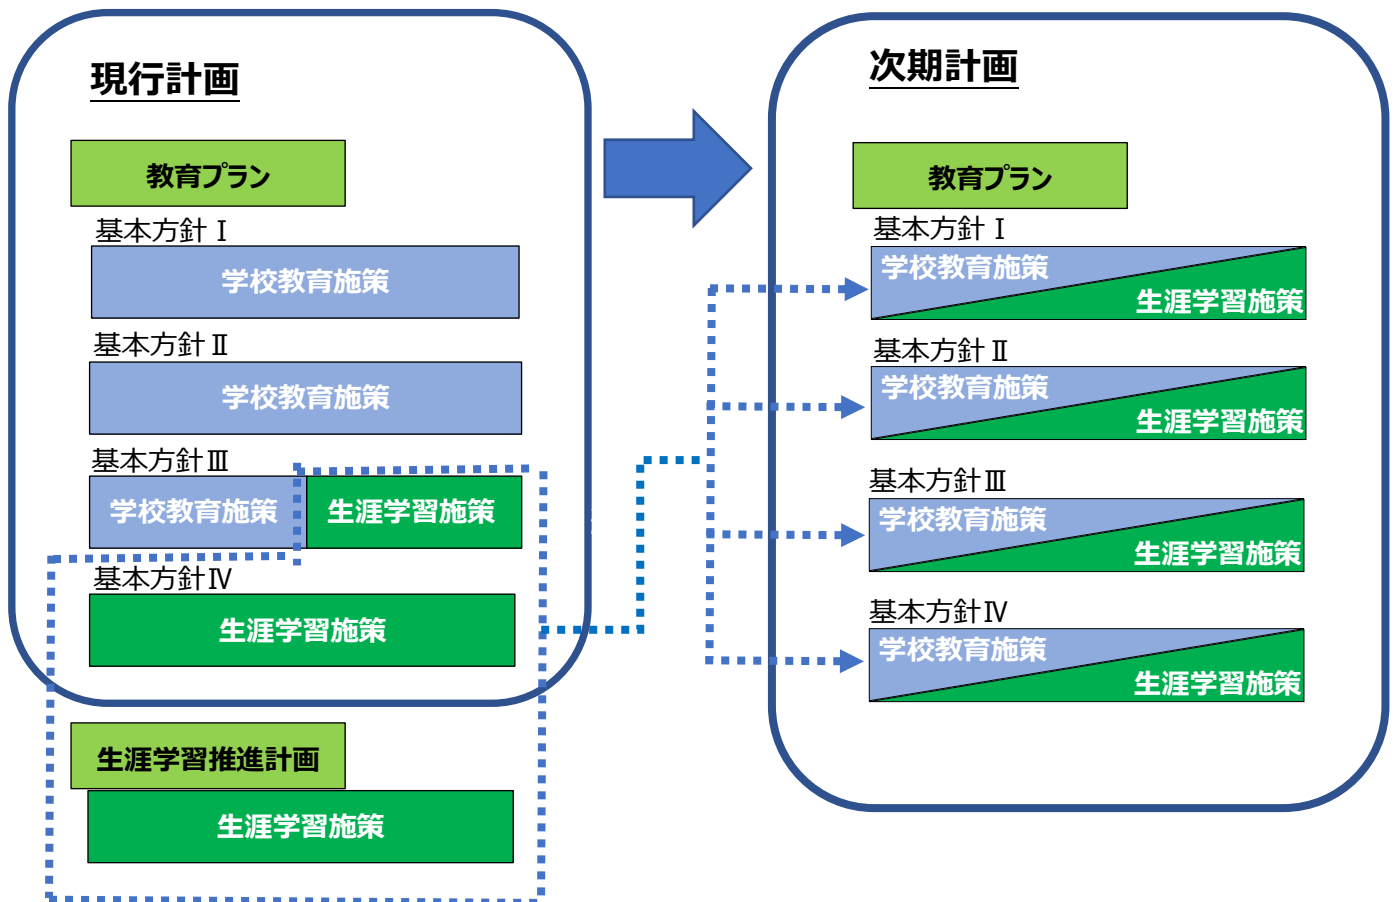 現行計画
教育プラン
基本方針Ⅰ
学校教育施策
基本方針Ⅱ
学校教育施策
基本方針Ⅲ
学校教育施策
生涯学習施策
基本方針Ⅳ
生涯学習施策
生涯学習推進計画
生涯学習施策
次期計画
教育プラン
基本方針Ⅰ
学校教育施策
生涯学習施策
基本方針Ⅱ
学校教育施策
生涯学習施策
基本方針Ⅲ
学校教育施策
生涯学習施策
基本方針Ⅳ
学校教育施策
生涯学習施策